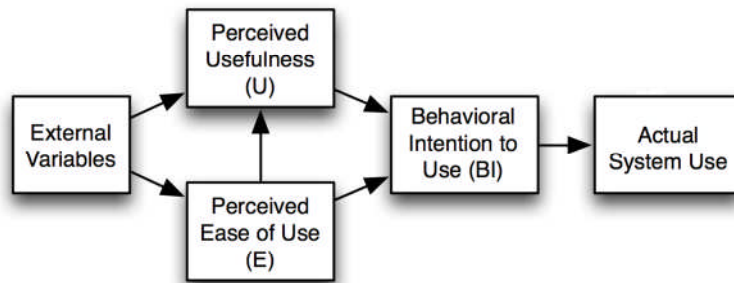 Perceived
Usefulness
(U)
External
Variables
Perceived
Ease of Use
(E)
Behavioral
Intention to
Use (BI)
Actual
System Use